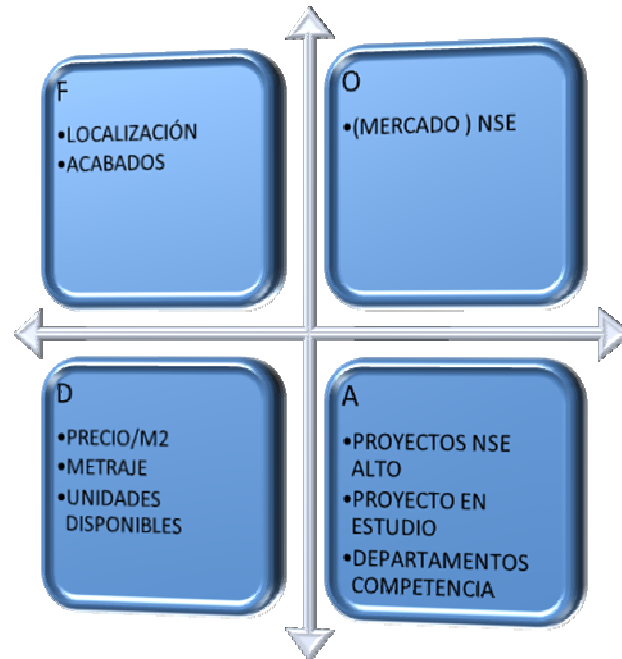 F
•LOCALIZACIÓN
•ACABADOS
O
•(MERCADO ) NSE
D
•PRECIO/M2
•METRAJE
•UNIDADES
DISPONIBLES
A
•PROYECTOS NSE
ALTO
•PROYECTO EN
ESTUDIO
•DEPARTAMENTOS
COMPETENCIA